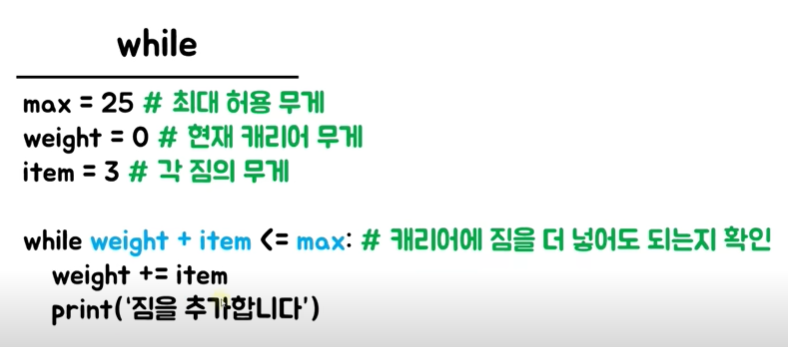 while
max = 25 # 최대 허용 무게
weight = 0 # 현재 캐리어 무게
item = 3 # 각 짐의 무게
while weight + item <= max: # 캐리어에 짐을 더 넣어도 되는지 확인
weight += item
print('짐을 추가합니다')